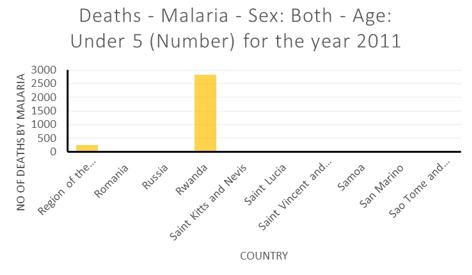 Deaths - Malaria - Sex: Both - Age:
Under 5 (Number) for the year 2011
NO OF DEATHS BY MALARIA
3000
2500
2000
1500
1000
500
0
Region of the...
Romania
Russia
Rwanda
Saint Kitts and Nevis
Saint Lucia
Saint Vincent and...
Samoa
San Marino
Sao Tome and...
COUNTRY